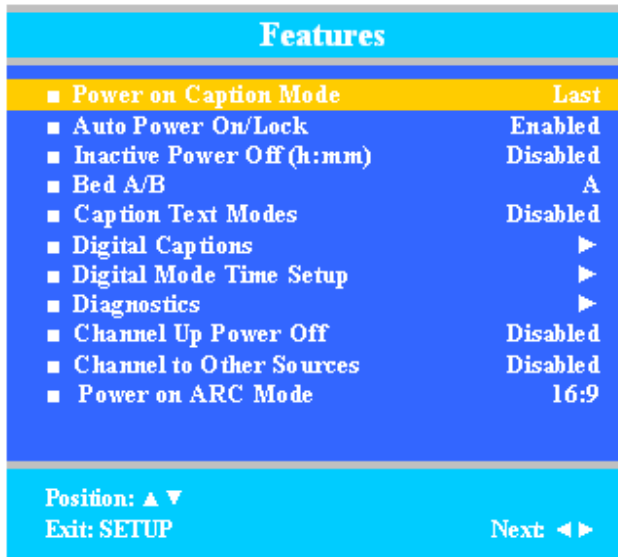 Features
■ Power on Caption Mode Last
■ Auto Power On/Lock Enabled
■ Inactive Power Off (h:mm) Disabled
■ Bed A/B A
■ Caption Text Modes Disabled
■ Digital Captions ►
■ Digital Mode Time Setup ►
■ Diagnostics ►
■ Channel Up Power Off Disabled
■ Channel to Other Sources Disabled
■ Power on ARC Mode 16:9
Position: ▲▼
Exit: SETUP Next: ◄►